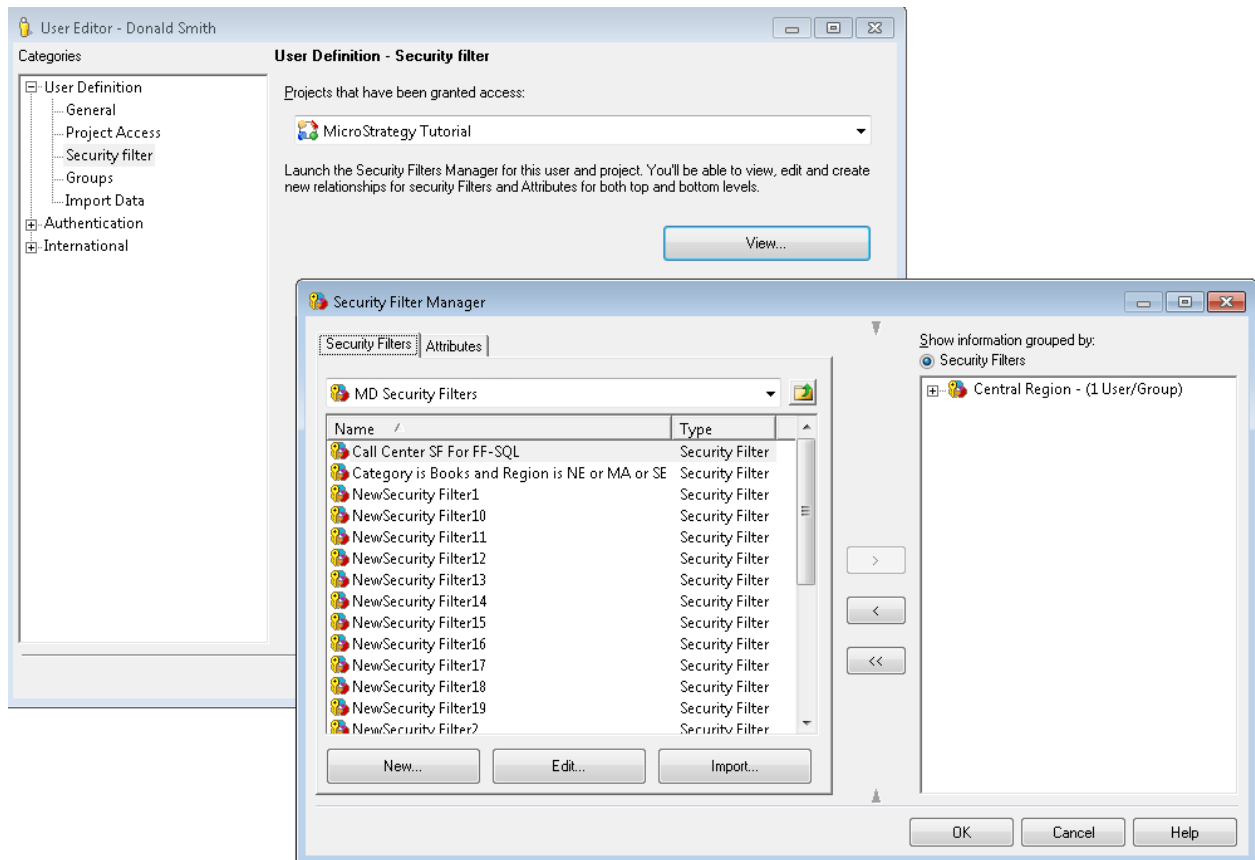 User Editor - Donald Smith
Categories
User Definition - Security filter
User Definition
General
Project Access
Security filter
Groups
Import Data
Authentication
International
Projects that have been granted access:
MicroStrategy Tutorial
Launch the Security Filters Manager for this user and project. You'll be able to view, edit and create
new relationships for security Filters and Attributes for both top and bottom levels.
View...
Security Filter Manager
Security Filters Attributes
MD Security Filters
Name Type
Call Center SF For FF-SQL Security Filter
Category is Books and Region is NE or MA or SE Security Filter
NewSecurity Filter1 Security Filter
NewSecurity Filter10 Security Filter
NewSecurity Filter11 Security Filter
NewSecurity Filter12 Security Filter
NewSecurity Filter13 Security Filter
NewSecurity Filter14 Security Filter
NewSecurity Filter15 Security Filter
NewSecurity Filter16 Security Filter
NewSecurity Filter17 Security Filter
NewSecurity Filter18 Security Filter
NewSecurity Filter19 Security Filter
NewSecurity Filter2 Security Filter
New... Edit... Import...
>
<
<<
Show information grouped by:
Security Filters
Central Region - (1 User/Group)
OK Cancel Help